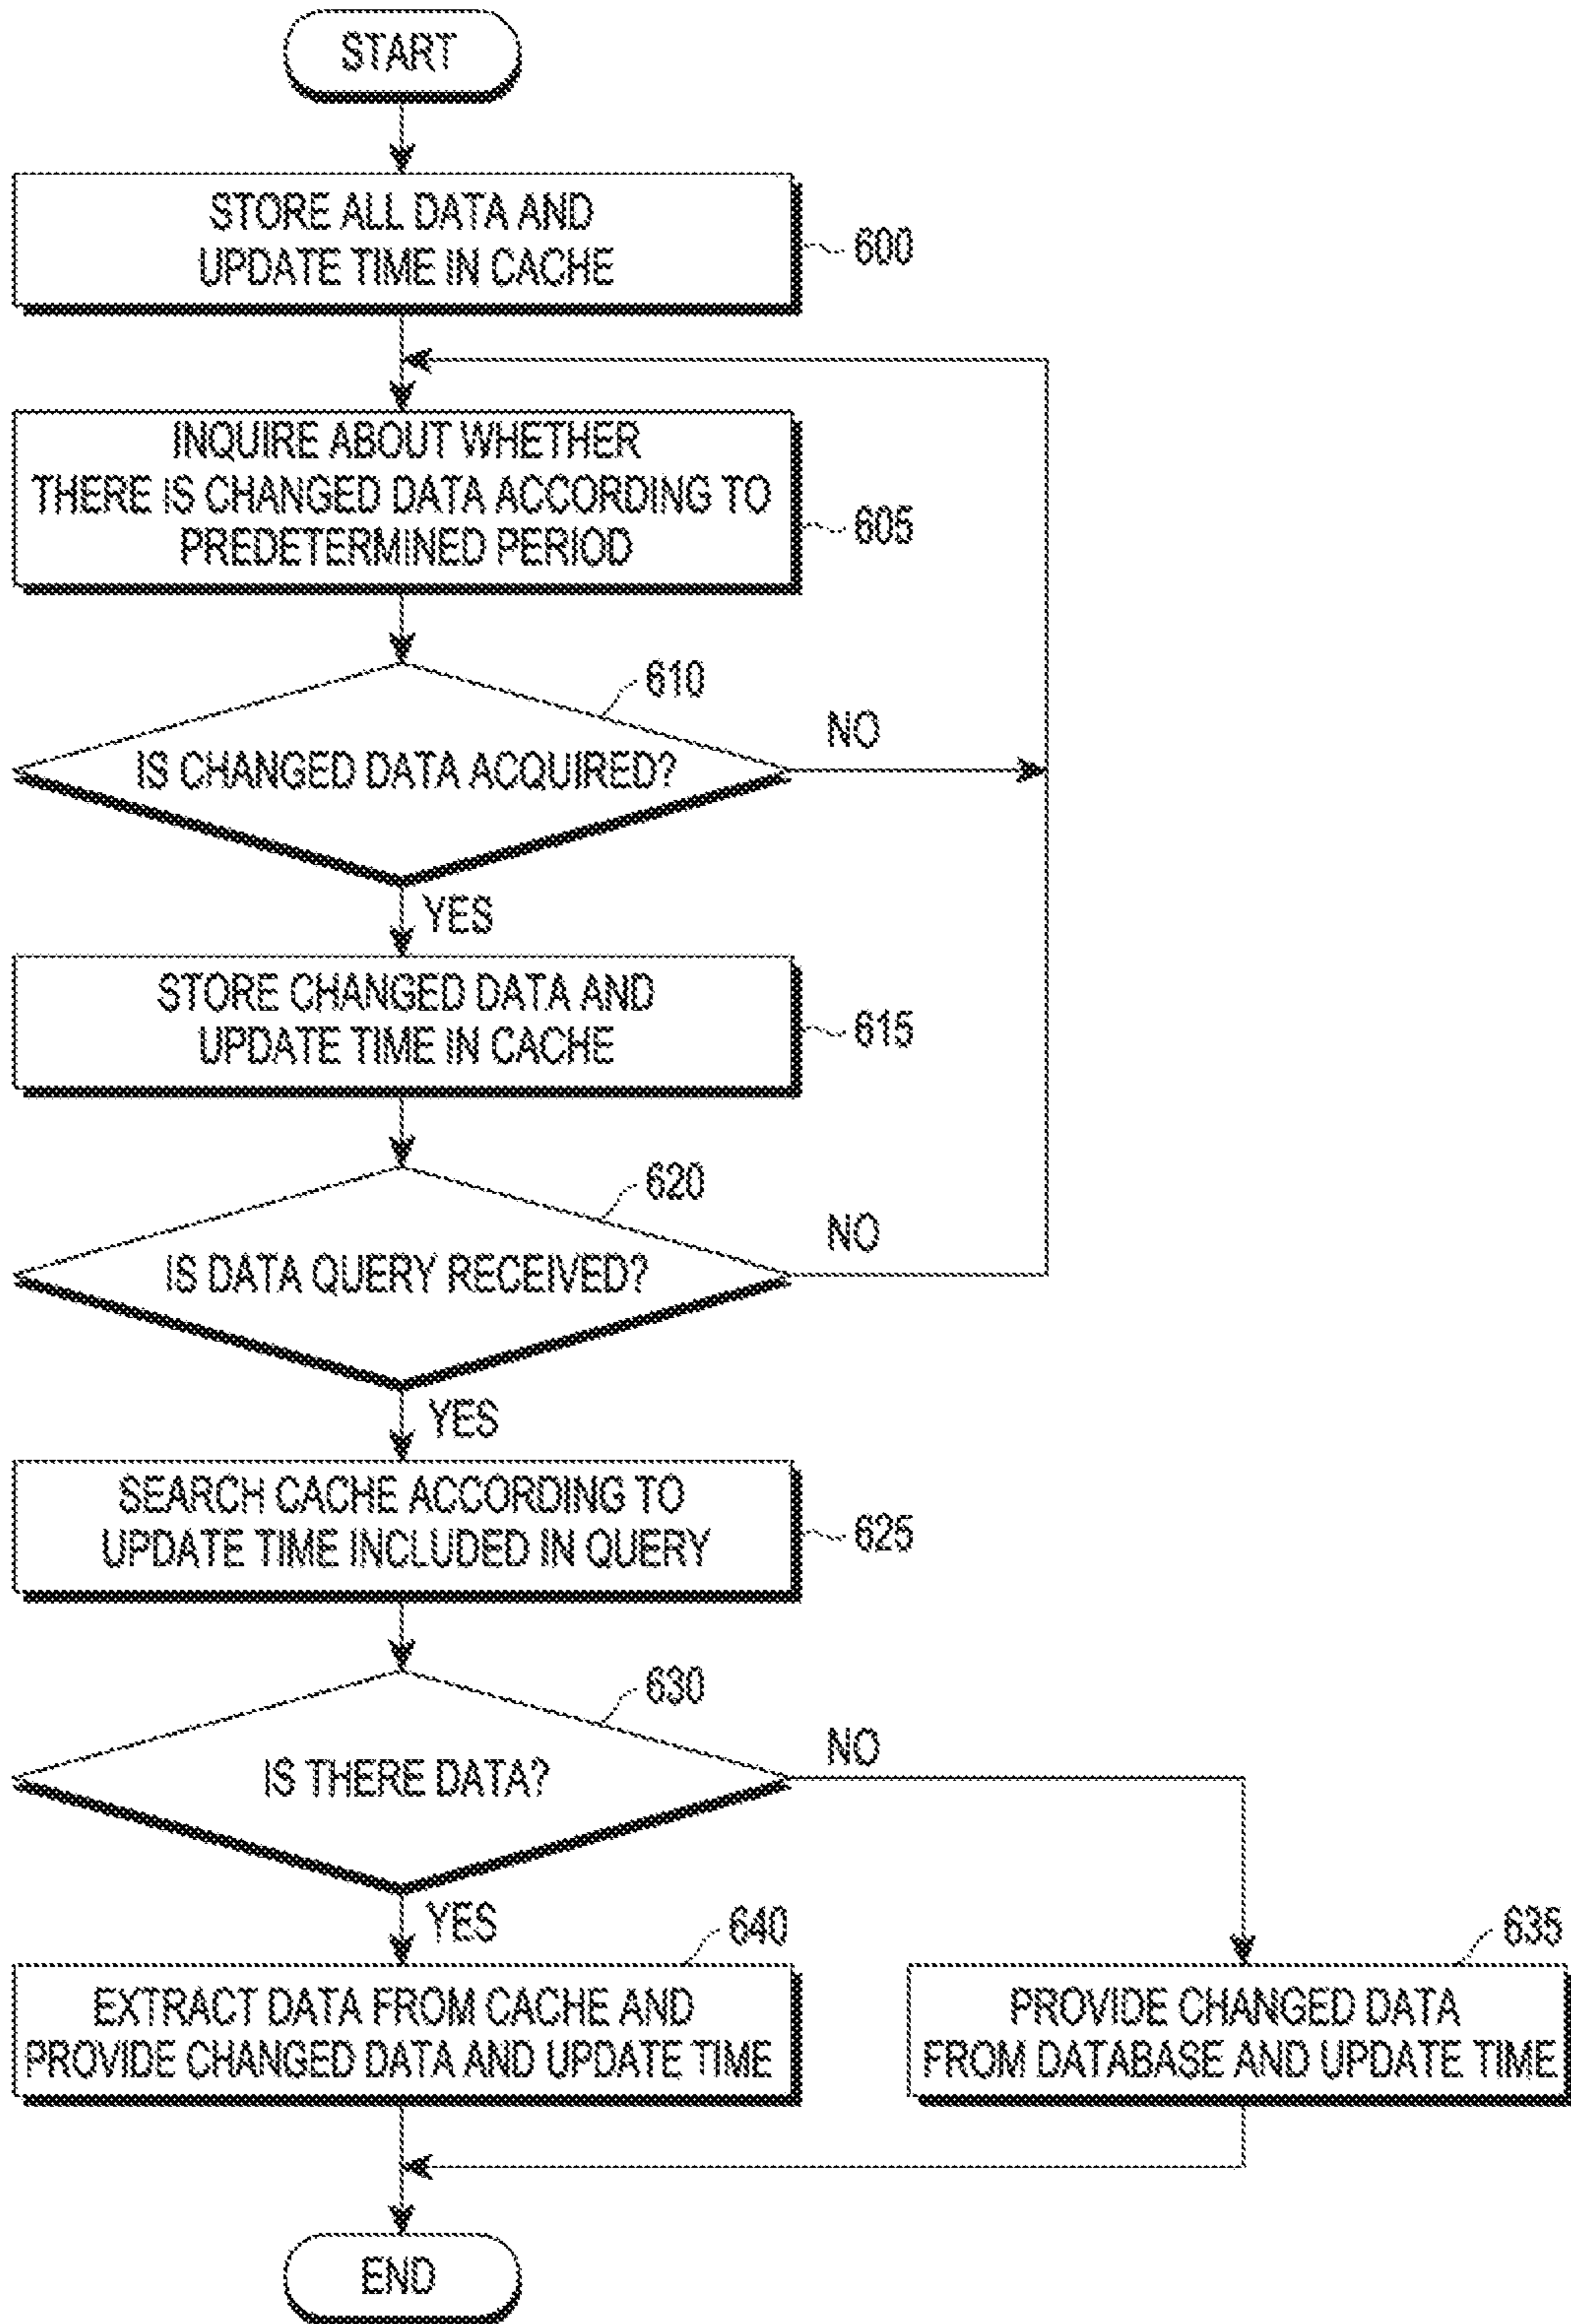 START
STORE ALL DATA AND
UPDATE TIME IN CACHE
600
INQUIRE ABOUT WHETHER
THERE IS CHANGED DATA ACCORDING TO
PREDETERMINED PERIOD
605
610
IS CHANGED DATA ACQUIRED?
NO
YES
STORE CHANGED DATA AND
UPDATE TIME IN CACHE
615
620
IS DATA QUERY RECEIVED?
NO
YES
SEARCH CACHE ACCORDING TO
UPDATE TIME INCLUDED IN QUERY
625
630
IS THERE DATA?
NO
YES
640
EXTRACT DATA FROM CACHE AND
PROVIDE CHANGED DATA AND UPDATE TIME
635
PROVIDE CHANGED DATA
FROM DATABASE AND UPDATE TIME
END